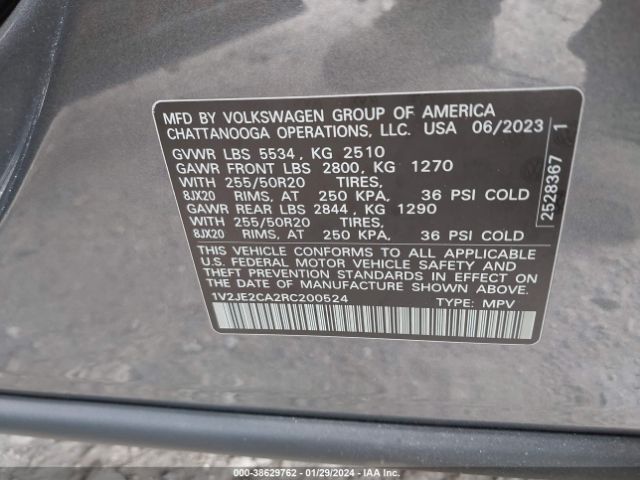 MFD BY VOLKSWAGEN GROUP OF AMERICA
CHATTANOOGA OPERATIONS, LLC. USA 06/2023
GVWR LBS 5534 , KG 2510
GAWR FRONT LBS 2800, KG 1270
WITH 255/50R20 TIRES,
8JX20 RIMS, AT 250 KPA, 36 PSI COLD
GAWR REAR LBS 2844 , KG 1290
WITH 255/50R20 TIRES,
8JX20 RIMS, AT 250 KPA, 36 PSI COLD
THIS VEHICLE CONFORMS TO ALL APPLICABLE
U.S. FEDERAL MOTOR VEHICLE SAFETY AND
THEFT PREVENTION STANDARDS IN EFFECT ON
THE DATE OF MANUFACTURE SHOWN ABOVE.
1V2JE2CA2RC200524 TYPE: MPV
2528367 1
000-38629762 - 01/29/2024 - IAA Inc.